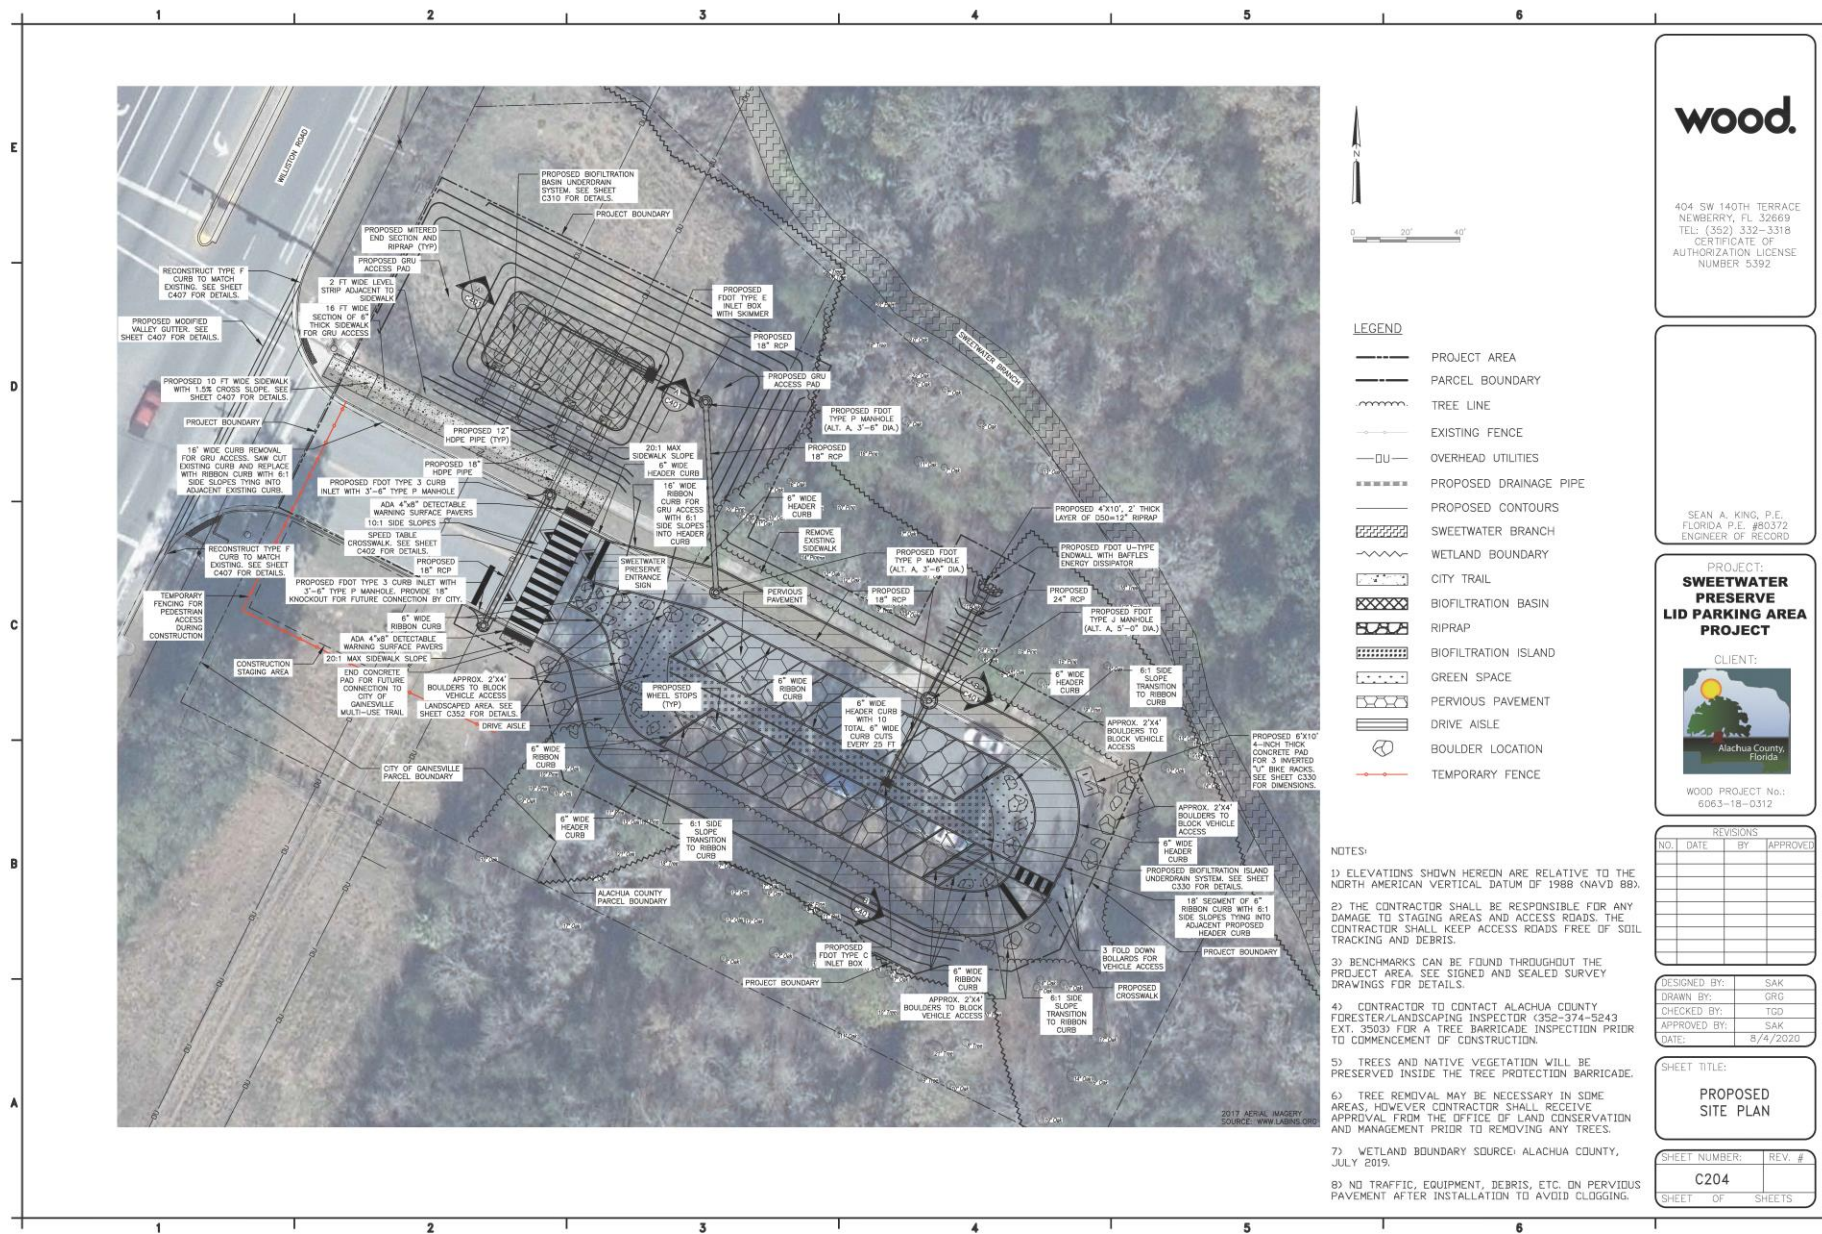 1
2
3
4
5
6
E
D
C
B
A
WILLISTON ROAD
PROPOSED BIOFILTRATION
BASIN UNDERDRAIN
SYSTEM. SEE SHEET
C310 FOR DETAILS.
PROJECT BOUNDARY
PROPOSED MITERED
END SECTION AND
RIPRAP (TYP)
PROPOSED GRU
ACCESS PAD
RECONSTRUCT TYPE F
CURB TO MATCH
EXISTING. SEE SHEET
C407 FOR DETAILS.
2 FT WIDE LEVEL
STRIP ADJACENT TO
SIDEWALK
16 FT WIDE
SECTION OF 6"
THICK SIDEWALK
FOR GRU ACCESS
PROPOSED MODIFIED
VALLEY GUTTER. SEE
SHEET C407 FOR DETAILS.
PROPOSED
FDOT TYPE E
INLET BOX
WITH SKIMMER
PROPOSED
18" RCP
PROPOSED GRU
ACCESS PAD
SWEETWATER BRANCH
PROPOSED 10 FT WIDE SIDEWALK
WITH 1.5% CROSS SLOPE. SEE
SHEET C407 FOR DETAILS.
PROJECT BOUNDARY
PROPOSED FDOT
TYPE P MANHOLE
(ALT. A, 3'-6" DIA.)
PROPOSED 12"
HDPE PIPE (TYP)
16' WIDE CURB REMOVAL
FOR GRU ACCESS. SAW CUT
EXISTING CURB AND REPLACE
WITH RIBBON CURB WITH 6:1
SIDE SLOPES TYING INTO
ADJACENT EXISTING CURB.
PROPOSED 18"
HDPE PIPE
20:1 MAX
SIDEWALK SLOPE
6" WIDE
HEADER CURB
PROPOSED
18" RCP
PROPOSED FDOT TYPE 3 CURB
INLET WITH 3'-6" TYPE P MANHOLE
ADA 4"x8" DETECTABLE
WARNING SURFACE PAVERS
10:1 SIDE SLOPES
16' WIDE
RIBBON
CURB FOR
GRU ACCESS
WITH 6:1
SIDE SLOPES
INTO HEADER
CURB
6" WIDE
HEADER
CURB
PROPOSED 4'X10', 2' THICK
LAYER OF D50=12" RIPRAP
SPEED TABLE
CROSSWALK. SEE SHEET
C402 FOR DETAILS.
REMOVE
EXISTING
SIDEWALK
PROPOSED FDOT
TYPE P MANHOLE
(ALT. A, 3'-6" DIA.)
PROPOSED FDOT U-TYPE
ENDWALL WITH BAFFLES
ENERGY DISSIPATOR
RECONSTRUCT TYPE F
CURB TO MATCH
EXISTING. SEE SHEET
C407 FOR DETAILS.
PROPOSED
18" RCP
SWEETWATER
PRESERVE
ENTRANCE
SIGN
PROPOSED FDOT TYPE 3 CURB INLET WITH
3'-6" TYPE P MANHOLE. PROVIDE 18"
KNOCKOUT FOR FUTURE CONNECTION BY CITY.
PERVIOUS
PAVEMENT
PROPOSED
18" RCP
PROPOSED
24" RCP
TEMPORARY
FENCING FOR
PEDESTRIAN
ACCESS
DURING
CONSTRUCTION
6" WIDE
RIBBON CURB
PROPOSED FDOT
TYPE J MANHOLE
(ALT. A, 5'-0" DIA.)
ADA 4"x8" DETECTABLE
WARNING SURFACE PAVERS
20:1 MAX SIDEWALK SLOPE
CONSTRUCTION
STAGING AREA
END CONCRETE
PAD FOR FUTURE
CONNECTION TO
CITY OF
GAINESVILLE
MULTI-USE TRAIL
APPROX. 2'X4'
BOULDERS TO BLOCK
VEHICLE ACCESS
LANDSCAPED AREA. SEE
SHEET C352 FOR DETAILS.
DRIVE AISLE
PROPOSED
WHEEL STOPS
(TYP)
6" WIDE
RIBBON
CURB
6" WIDE
HEADER CURB
WITH 10
TOTAL 6" WIDE
CURB CUTS
EVERY 25 FT
6" WIDE
HEADER
CURB
6:1 SIDE
SLOPE
TRANSITION
TO RIBBON
CURB
APPROX. 2'X4'
BOULDERS TO
BLOCK VEHICLE
ACCESS
6" WIDE
RIBBON
CURB
CITY OF GAINESVILLE
PARCEL BOUNDARY
PROPOSED 6'X10'
4-INCH THICK
CONCRETE PAD
FOR 3 INVERTED
"U" BIKE RACKS.
SEE SHEET C330
FOR DIMENSIONS.
6" WIDE
HEADER
CURB
6:1 SIDE
SLOPE
TRANSITION
TO RIBBON
CURB
APPROX. 2'X4'
BOULDERS TO
BLOCK VEHICLE
ACCESS
6" WIDE
HEADER
CURB
ALACHUA COUNTY
PARCEL BOUNDARY
PROPOSED BIOFILTRATION ISLAND
UNDERDRAIN SYSTEM. SEE SHEET
C330 FOR DETAILS.
18' SEGMENT OF 6"
RIBBON CURB WITH 6:1
SIDE SLOPES TYING INTO
ADJACENT PROPOSED
HEADER CURB
PROPOSED
FDOT TYPE C
INLET BOX
3 FOLD DOWN
BOLLARDS FOR
VEHICLE ACCESS
PROJECT BOUNDARY
PROJECT BOUNDARY
6" WIDE
RIBBON
CURB
PROPOSED
CROSSWALK
APPROX. 2'X4'
BOULDERS TO BLOCK
VEHICLE ACCESS
6:1 SIDE
SLOPE
TRANSITION
TO RIBBON
CURB
2017 AERIAL IMAGERY
SOURCE: WWW.LABINS.ORG
N
0 20' 40'
LEGEND
PROJECT AREA
PARCEL BOUNDARY
TREE LINE
EXISTING FENCE
OU OVERHEAD UTILITIES
PROPOSED DRAINAGE PIPE
PROPOSED CONTOURS
SWEETWATER BRANCH
WETLAND BOUNDARY
CITY TRAIL
BIOFILTRATION BASIN
RIPRAP
BIOFILTRATION ISLAND
GREEN SPACE
PERVIOUS PAVEMENT
DRIVE AISLE
BOULDER LOCATION
TEMPORARY FENCE
NOTES:
1) ELEVATIONS SHOWN HEREON ARE RELATIVE TO THE
NORTH AMERICAN VERTICAL DATUM OF 1988 (NAVD 88).
2) THE CONTRACTOR SHALL BE RESPONSIBLE FOR ANY
DAMAGE TO STAGING AREAS AND ACCESS ROADS. THE
CONTRACTOR SHALL KEEP ACCESS ROADS FREE OF SOIL
TRACKING AND DEBRIS.
3) BENCHMARKS CAN BE FOUND THROUGHOUT THE
PROJECT AREA. SEE SIGNED AND SEALED SURVEY
DRAWINGS FOR DETAILS.
4) CONTRACTOR TO CONTACT ALACHUA COUNTY
FORESTER/LANDSCAPING INSPECTOR (352-374-5243
EXT. 3503) FOR A TREE BARRICADE INSPECTION PRIOR
TO COMMENCEMENT OF CONSTRUCTION.
5) TREES AND NATIVE VEGETATION WILL BE
PRESERVED INSIDE THE TREE PROTECTION BARRICADE.
6) TREE REMOVAL MAY BE NECESSARY IN SOME
AREAS, HOWEVER CONTRACTOR SHALL RECEIVE
APPROVAL FROM THE OFFICE OF LAND CONSERVATION
AND MANAGEMENT PRIOR TO REMOVING ANY TREES.
7) WETLAND BOUNDARY SOURCE: ALACHUA COUNTY,
JULY 2019.
8) NO TRAFFIC, EQUIPMENT, DEBRIS, ETC. ON PERVIOUS
PAVEMENT AFTER INSTALLATION TO AVOID CLOGGING.
wood.
404 SW 140TH TERRACE
NEWBERRY, FL 32669
TEL: (352) 332-3318
CERTIFICATE OF
AUTHORIZATION LICENSE
NUMBER 5392
SEAN A. KING, P.E.
FLORIDA P.E. #80372
ENGINEER OF RECORD
PROJECT:
SWEETWATER
PRESERVE
LID PARKING AREA
PROJECT
CLIENT:
Alachua County,
Florida
WOOD PROJECT No.:
6063-18-0312
REVISIONS
NO. DATE BY APPROVED
DESIGNED BY: SAK
DRAWN BY: GRG
CHECKED BY: TGD
APPROVED BY: SAK
DATE: 8/4/2020
SHEET TITLE:
PROPOSED
SITE PLAN
SHEET NUMBER: REV. #
C204
SHEET OF SHEETS
1
2
3
4
5
6